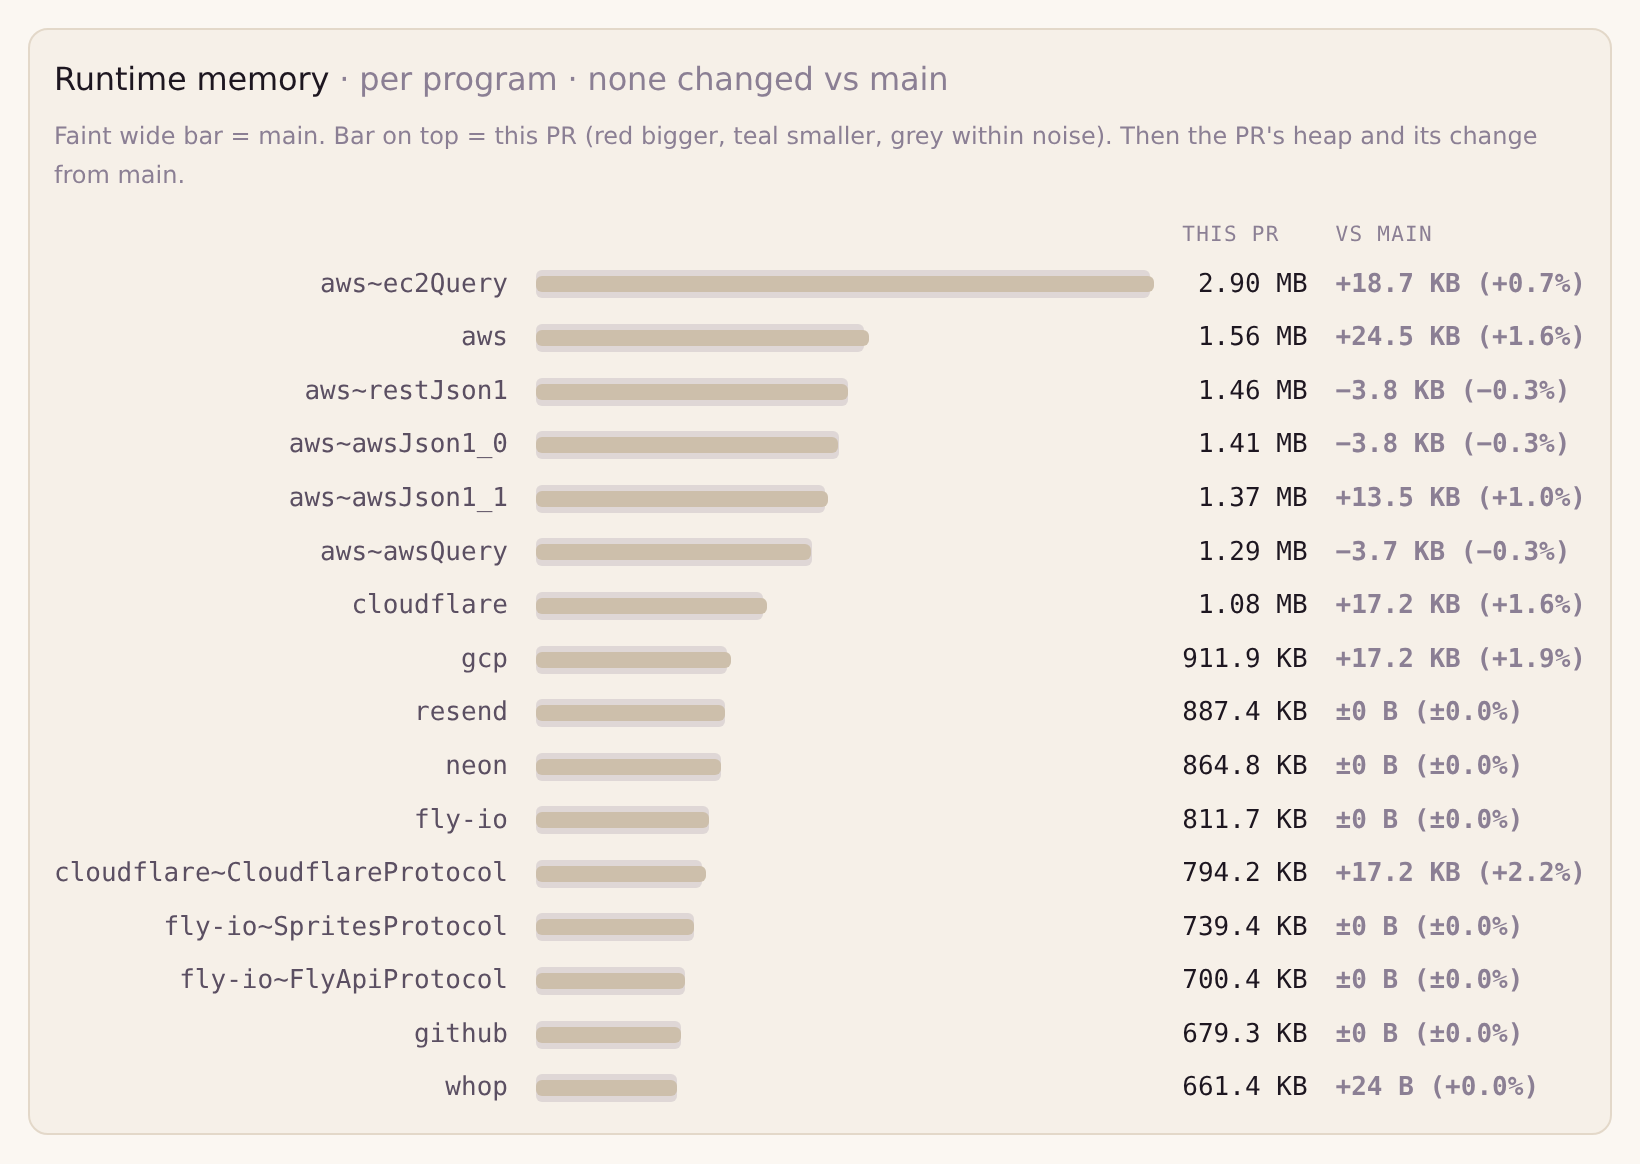 Runtime memory · per program · none changed vs main
Faint wide bar = main. Bar on top = this PR (red bigger, teal smaller, grey within noise). Then the PR's heap and its change
from main.
THIS PR VS MAIN
aws~ec2Query 2.90 MB +18.7 KB (+0.7%)
aws 1.56 MB +24.5 KB (+1.6%)
aws~restJson1 1.46 MB −3.8 KB (−0.3%)
aws~awsJson1_0 1.41 MB −3.8 KB (−0.3%)
aws~awsJson1_1 1.37 MB +13.5 KB (+1.0%)
aws~awsQuery 1.29 MB −3.7 KB (−0.3%)
cloudflare 1.08 MB +17.2 KB (+1.6%)
gcp 911.9 KB +17.2 KB (+1.9%)
resend 887.4 KB ±0 B (±0.0%)
neon 864.8 KB ±0 B (±0.0%)
fly-io 811.7 KB ±0 B (±0.0%)
cloudflare~CloudflareProtocol 794.2 KB +17.2 KB (+2.2%)
fly-io~SpritesProtocol 739.4 KB ±0 B (±0.0%)
fly-io~FlyApiProtocol 700.4 KB ±0 B (±0.0%)
github 679.3 KB ±0 B (±0.0%)
whop 661.4 KB +24 B (+0.0%)